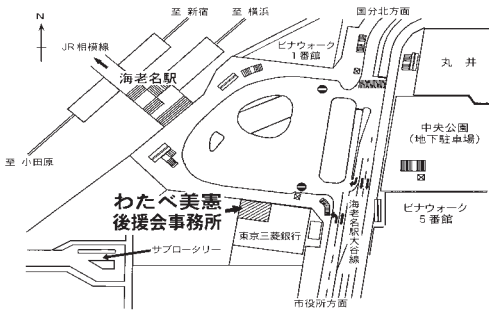 至 新宿
至 横浜
国分北方面
N
JR相模線
ビナウォーク
1番館
丸 井
海老名駅
中央公園
(地下駐車場)
至 小田原
わたべ美憲
後援会事務所
ビナウォーク
5番館
海老名駅大谷線
東京三菱銀行
サブロータリー
市役所方面